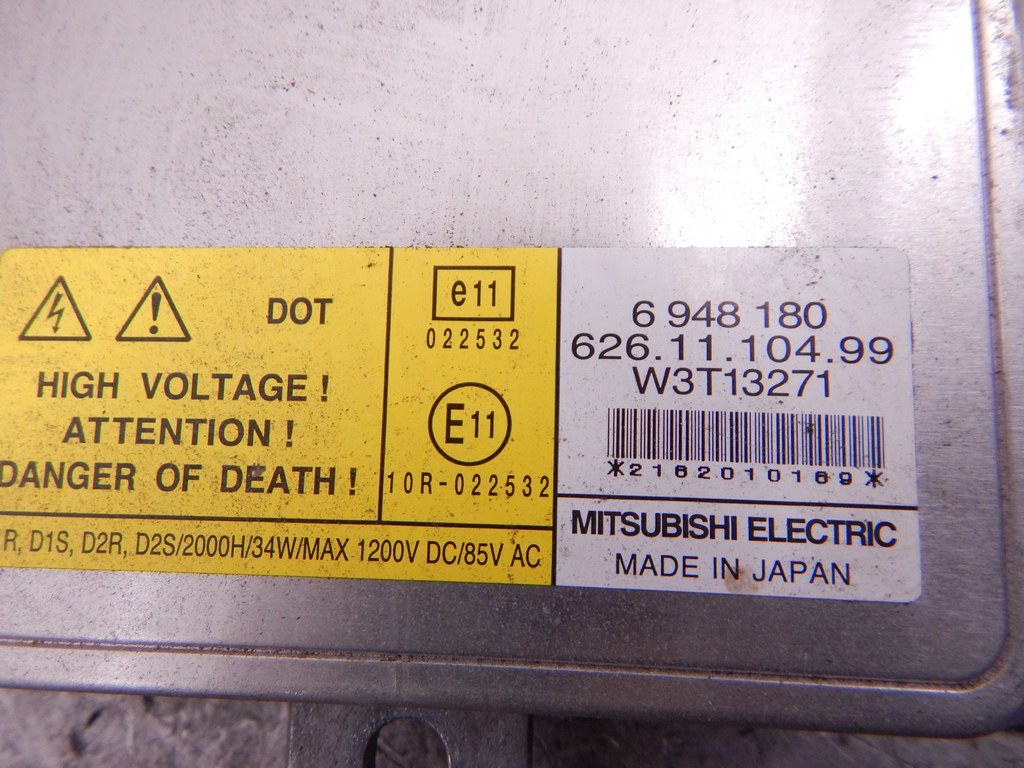 DOT
HIGH VOLTAGE !
ATTENTION !
DANGER OF DEATH !
e11
022532
E11
10R-022532
R, D1S, D2R, D2S/2000H/34W/MAX 1200V DC/85V AC
6 948 180
626.11.104.99
W3T13271
*2162010169*
MITSUBISHI ELECTRIC
MADE IN JAPAN